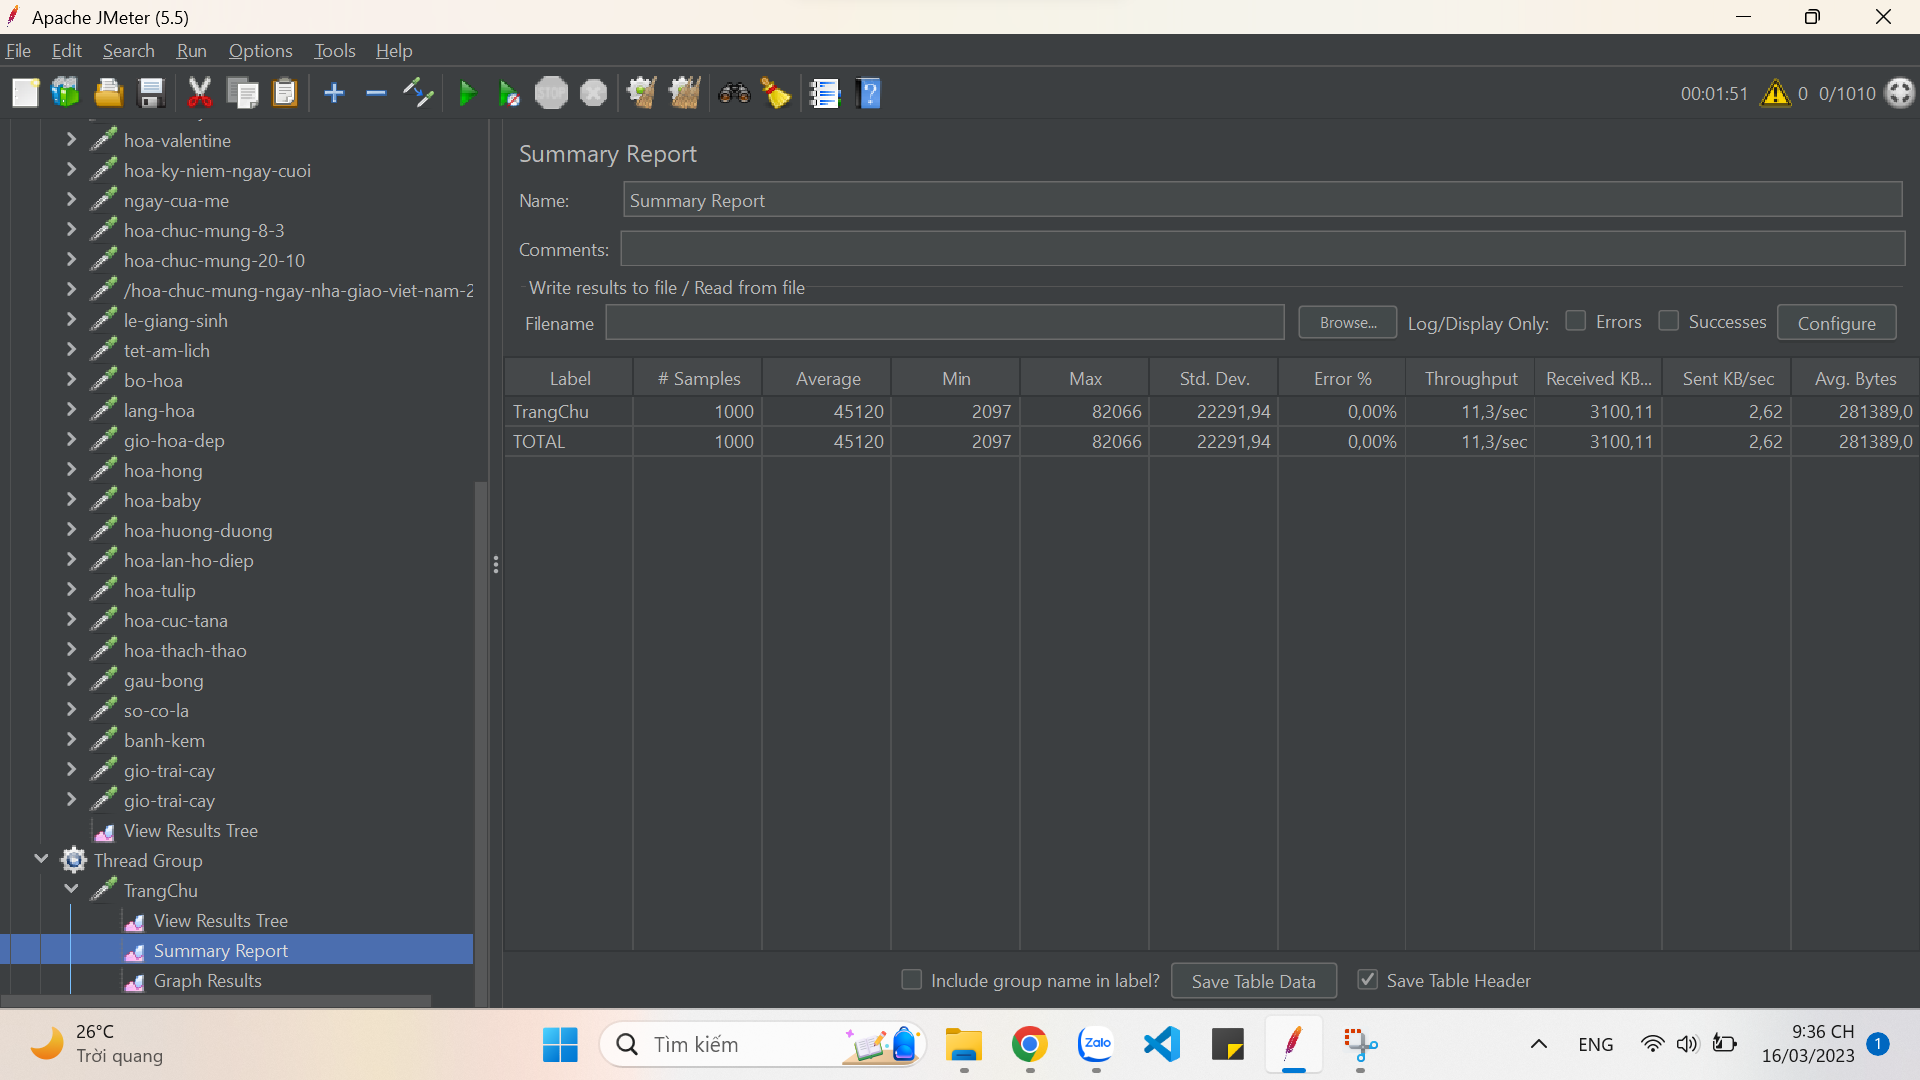 Apache JMeter (5.5)
File Edit Search Run Options Tools Help
STOP
00:01:51 0 0/1010
hoa-valentine
hoa-ky-niem-ngay-cuoi
ngay-cua-me
hoa-chuc-mung-8-3
hoa-chuc-mung-20-10
/hoa-chuc-mung-ngay-nha-giao-viet-nam-2
le-giang-sinh
tet-am-lich
bo-hoa
lang-hoa
gio-hoa-dep
hoa-hong
hoa-baby
hoa-huong-duong
hoa-lan-ho-diep
hoa-tulip
hoa-cuc-tana
hoa-thach-thao
gau-bong
so-co-la
banh-kem
gio-trai-cay
gio-trai-cay
View Results Tree
Thread Group
TrangChu
View Results Tree
Summary Report
Graph Results
Summary Report
Name: Summary Report
Comments:
Write results to file / Read from file
Filename Browse... Log/Display Only: Errors Successes Configure
Label # Samples Average Min Max Std. Dev. Error % Throughput Received KB... Sent KB/sec Avg. Bytes
TrangChu 1000 45120 2097 82066 22291,94 0,00% 11,3/sec 3100,11 2,62 281389,0
TOTAL 1000 45120 2097 82066 22291,94 0,00% 11,3/sec 3100,11 2,62 281389,0
Include group name in label? Save Table Data Save Table Header
26°C
Trời quang
Tìm kiếm
Zalo
ENG
9:36 CH
16/03/2023
1